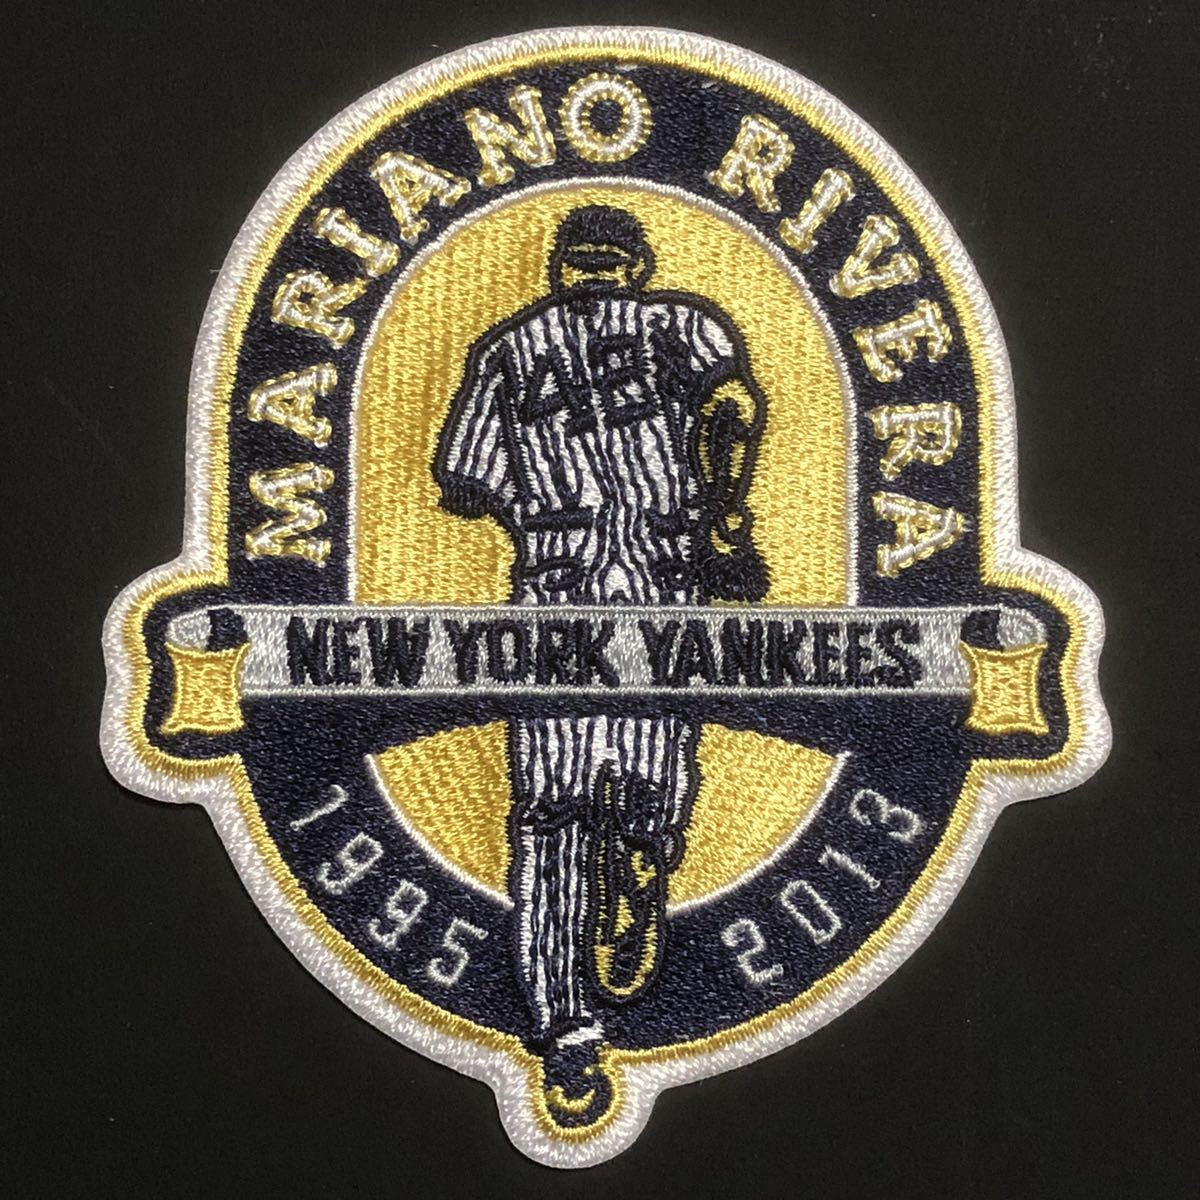 MARIANO RIVERA
NEW YORK YANKEES
1995 2013